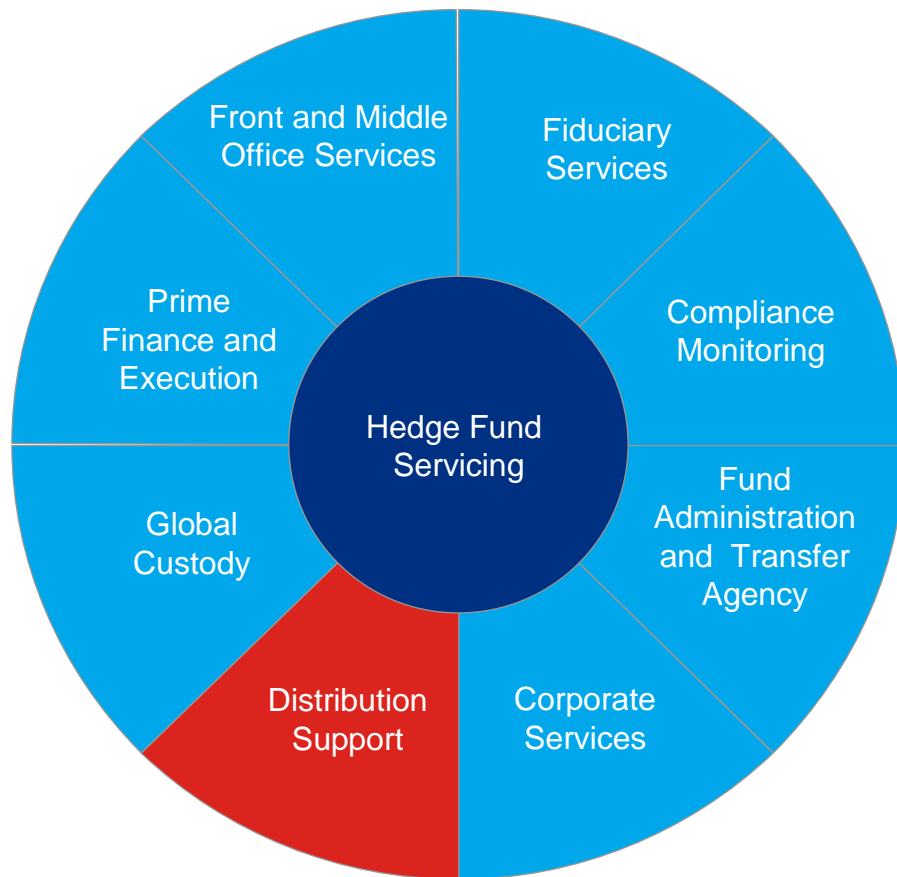 Front and Middle
Office Services
Fiduciary
Services
Prime
Finance and
Execution
Compliance
Monitoring
Hedge Fund
Servicing
Global
Custody
Fund
Administration
and Transfer
Agency
Distribution
Support
Corporate
Services